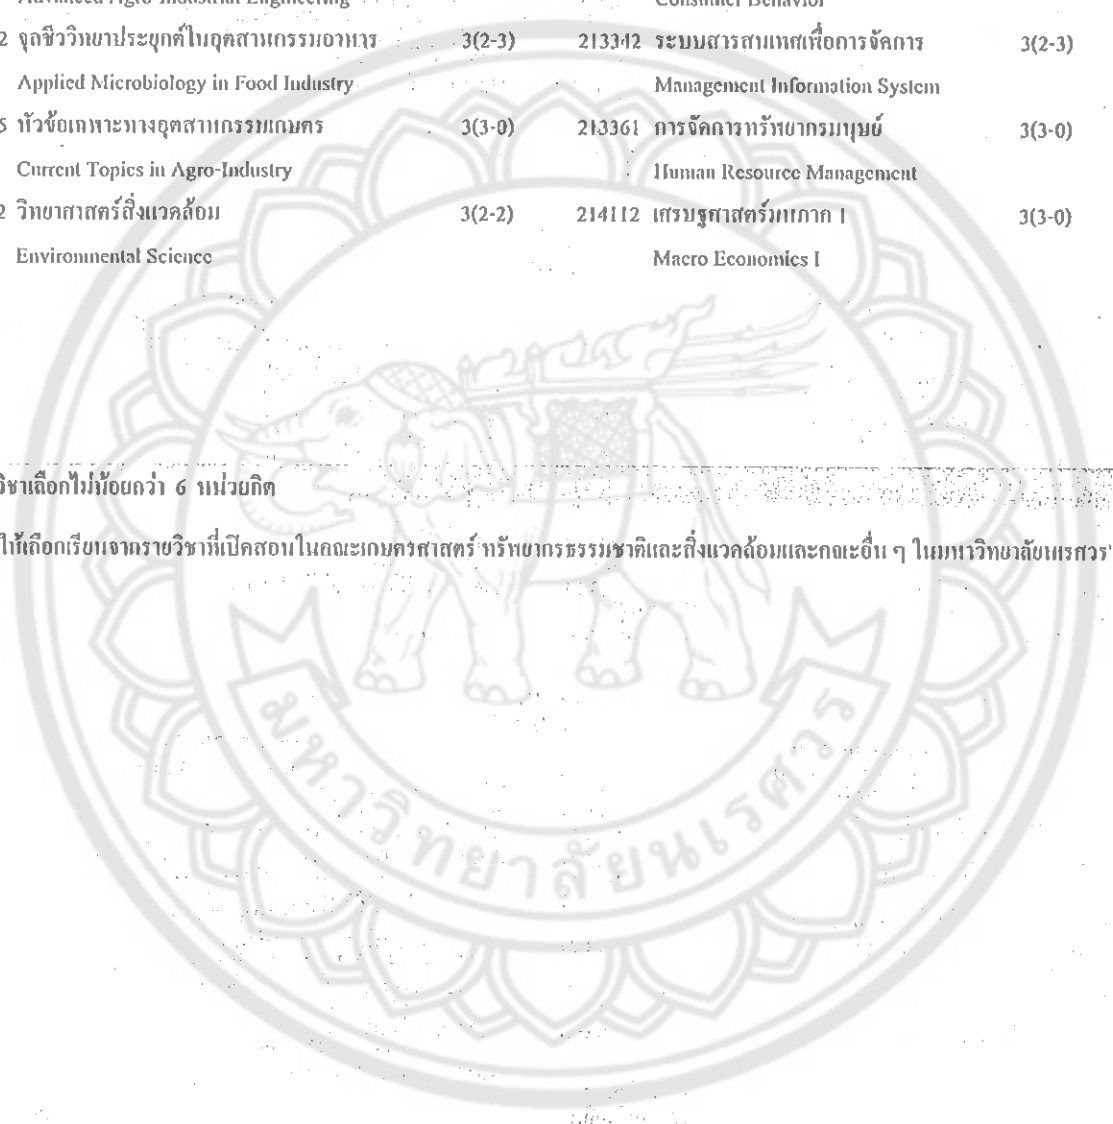 Advanced Agro-Industrial Engineering
2 จุลชีววิทยาประยุกต์ในอุตสาหกรรมอาหาร 3(2-3)
Applied Microbiology in Food Industry
5 หัวข้อเฉพาะทางอุตสาหกรรมเกษตร 3(3-0)
Current Topics in Agro-Industry
2 วิทยาศาสตร์สิ่งแวดล้อม 3(2-2)
Environmental Science
Consumer Behavior
213342 ระบบสารสนเทศเพื่อการจัดการ 3(2-3)
Management Information System
213361 การจัดการทรัพยากรมนุษย์ 3(3-0)
Human Resource Management
214112 เศรษฐศาสตร์มหภาค I 3(3-0)
Macro Economics I
วิชาเลือกไม่น้อยกว่า 6 หน่วยกิต
ให้เลือกเรียนจากรายวิชาที่เปิดสอนในคณะเกษตรศาสตร์ ทรัพยากรธรรมชาติและสิ่งแวดล้อมและคณะอื่น ๆ ในมหาวิทยาลัยนเรศวร
มหาวิทยาลัยนเรศวร